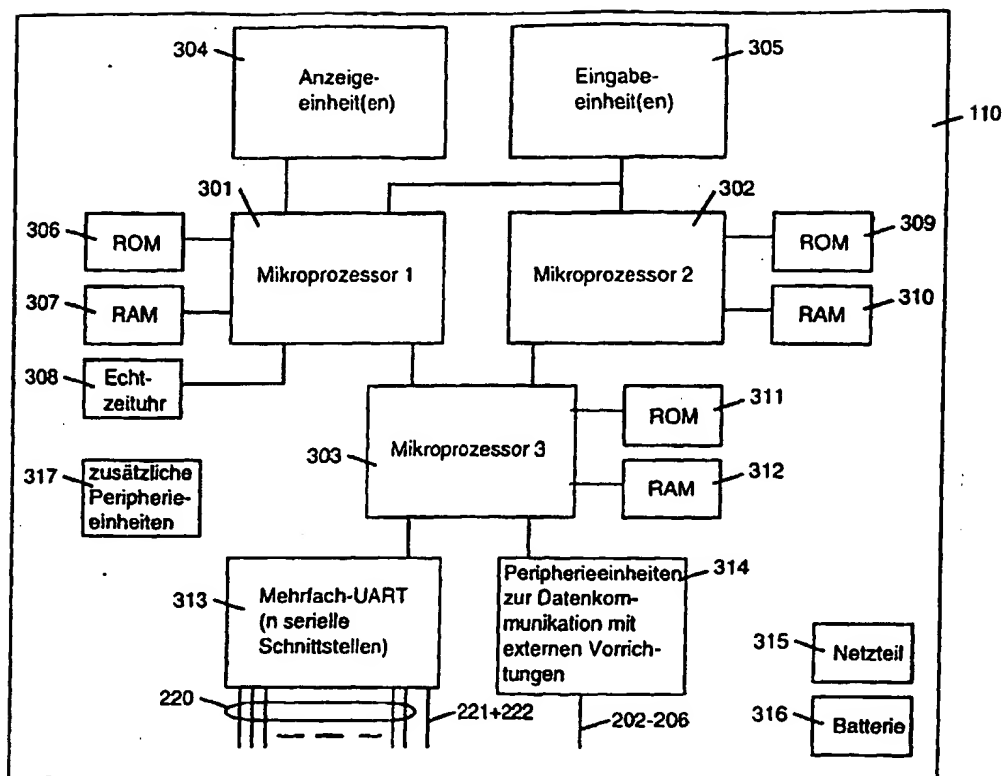 304
305
Anzeige-
einheit(en)
Eingabe-
einheit(en)
110
301
302
306
ROM
Mikroprozessor 1
Mikroprozessor 2
ROM
309
307
RAM
RAM
310
308
Echt-
zeituhr
303
Mikroprozessor 3
ROM
311
RAM
312
317
zusätzliche
Peripherie-
einheiten
313
Mehrfach-UART
(n serielle
Schnittstellen)
Peripherieeinheiten
zur Datenkom-
munikation mit
externen Vorrich-
tungen
314
315
Netzteil
220
221+222
202-206
316
Batterie